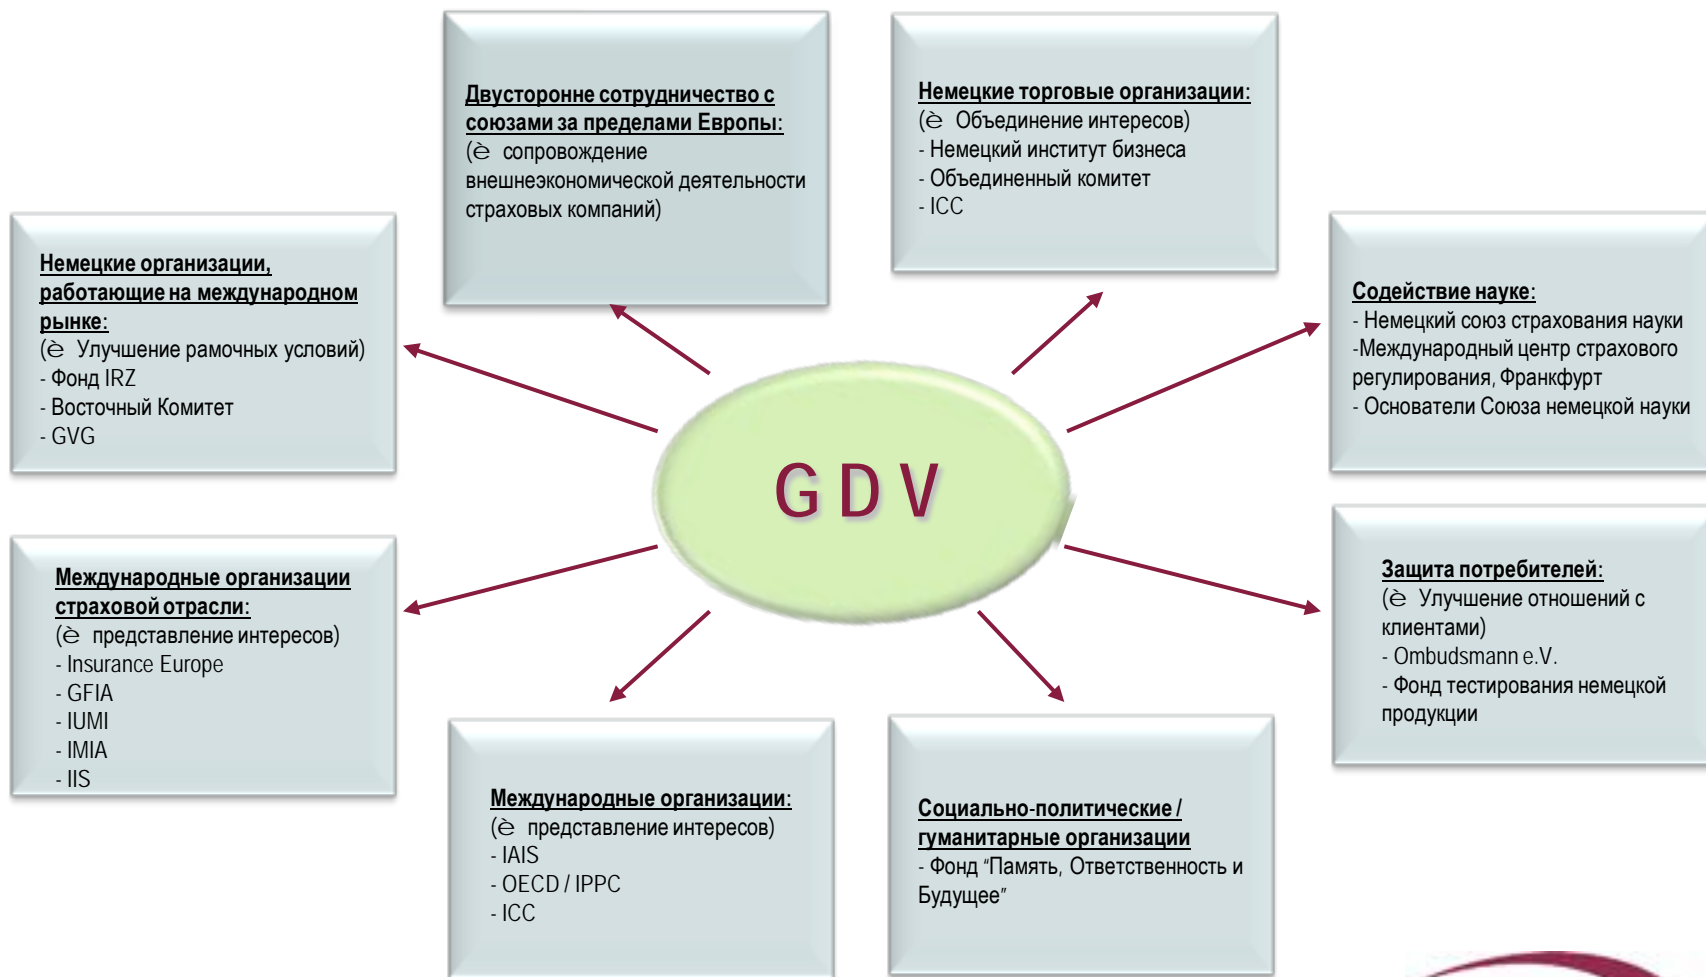 Двусторонне сотрудничество с
союзами за пределами Европы:
(è сопровождение
внешнеэкономической деятельности
страховых компаний)
Немецкие торговые организации:
(è Объединение интересов)
- Немецкий институт бизнеса
- Объединенный комитет
- ICC
Немецкие организации,
работающие на международном
рынке:
(è Улучшение рамочных условий)
- Фонд IRZ
- Восточный Комитет
- GVG
Содействие науке:
- Немецкий союз страхования науки
-Международный центр страхового
регулирования, Франкфурт
- Основатели Союза немецкой науки
G D V
Международные организации
страховой отрасли:
(è представление интересов)
- Insurance Europe
- GFIA
- IUMI
- IMIA
- IIS
Защита потребителей:
(è Улучшение отношений с
клиентами)
- Ombudsmann e.V.
- Фонд тестирования немецкой
продукции
Международные организации:
(è представление интересов)
- IAIS
- OECD / IPPC
- ICC
Социально-политические /
гуманитарные организации
- Фонд "Память, Ответственность и
Будущее"